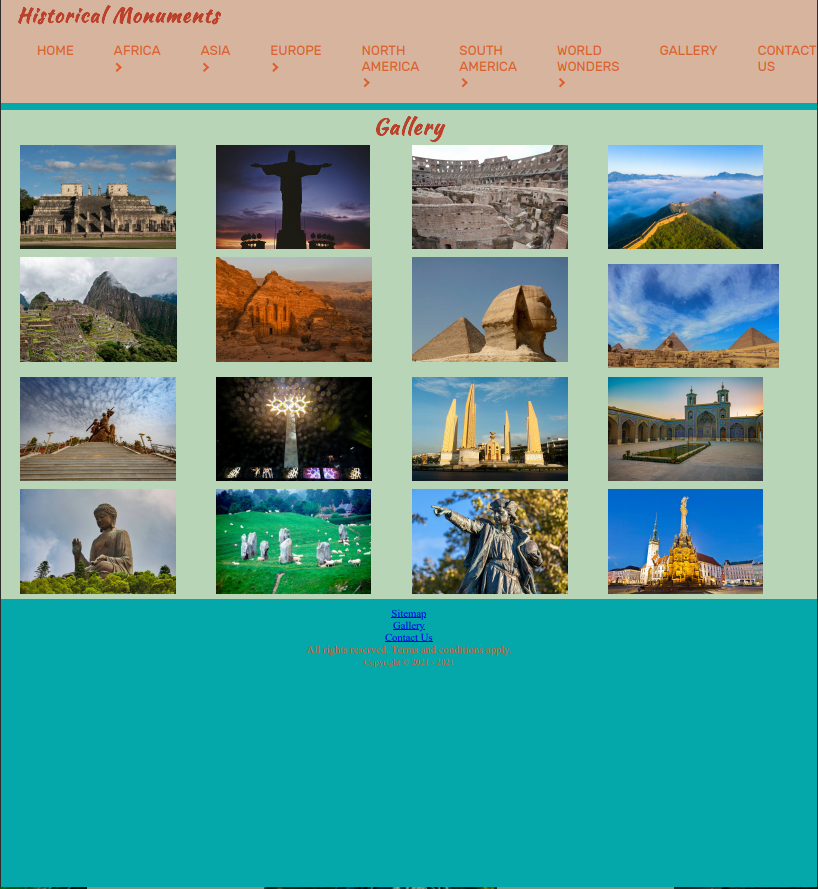 Historical Monuments
HOME
AFRICA
ASIA
EUROPE
NORTH
AMERICA
SOUTH
AMERICA
WORLD
WONDERS
GALLERY
CONTACT
US
Gallery
Sitemap
Gallery
Contact Us
All rights reserved. Terms and conditions apply.
Copyright © 2021 - 2021